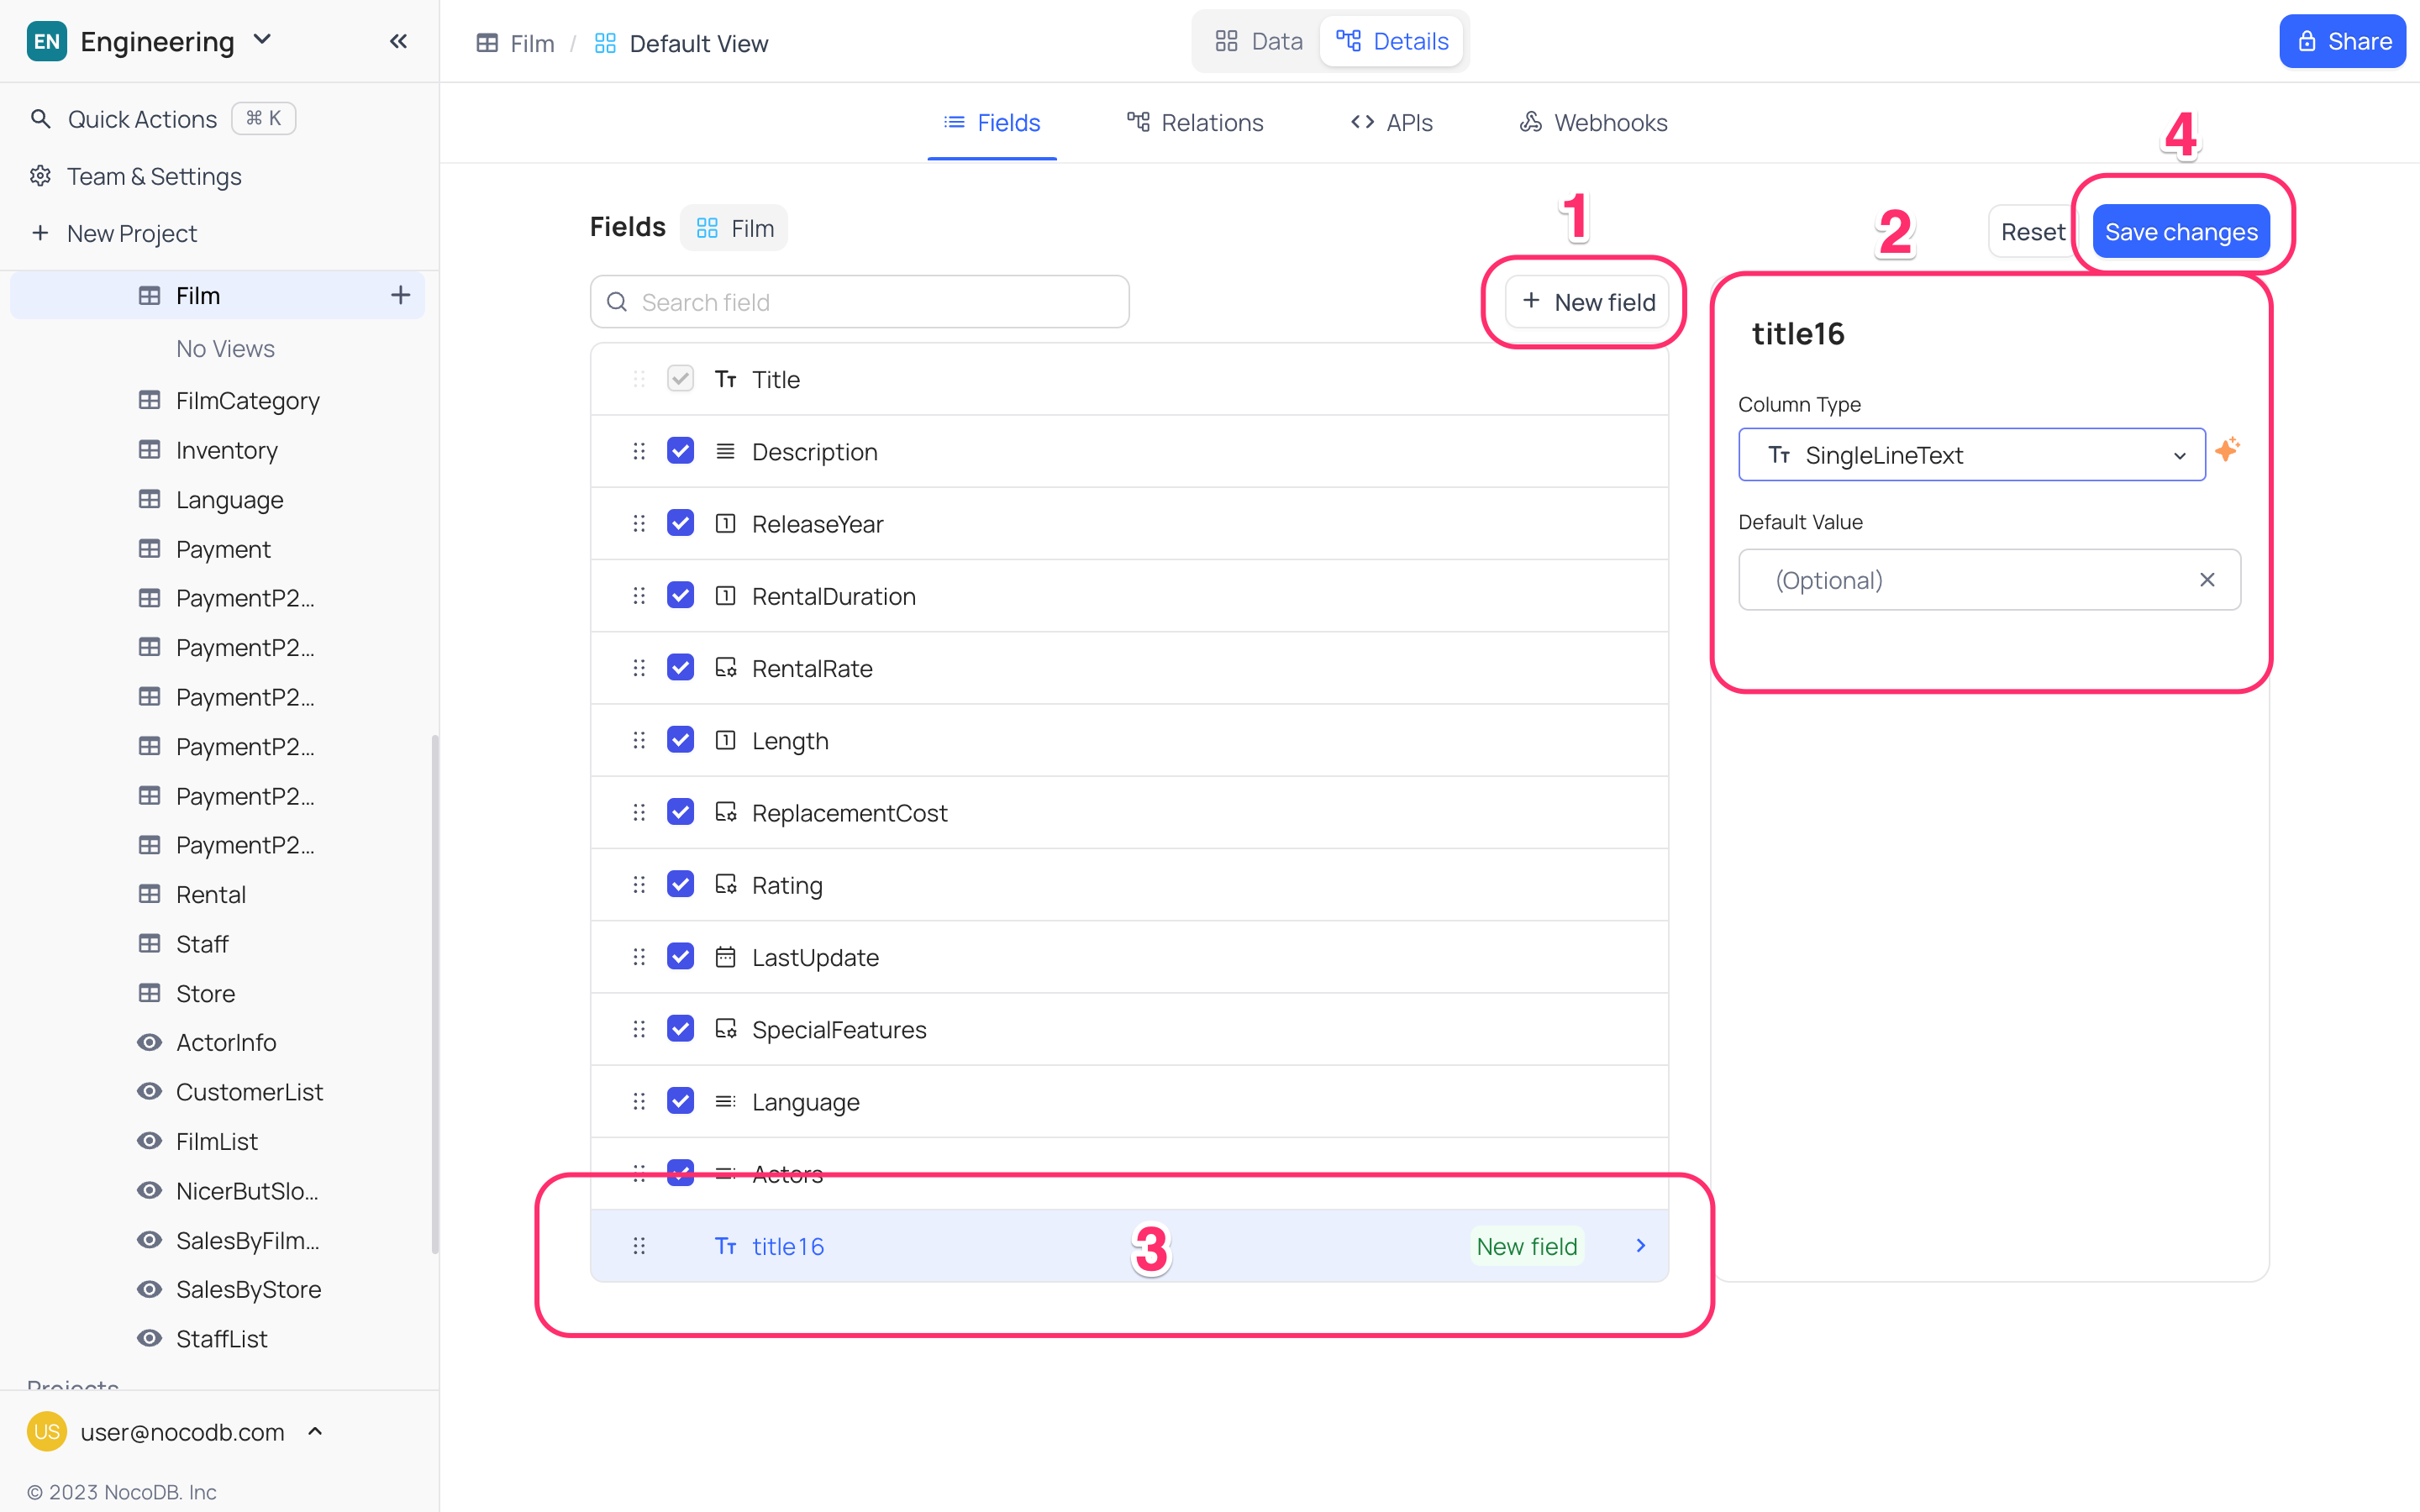 EN Engineering
Quick Actions ⌘ K
Team & Settings
New Project
Film
No Views
FilmCategory
Inventory
Language
Payment
PaymentP2...
PaymentP2...
PaymentP2...
PaymentP2...
PaymentP2...
PaymentP2...
Rental
Staff
Store
ActorInfo
CustomerList
FilmList
NicerButSlo...
SalesByFilm...
SalesByStore
StaffList
Projects
US user@nocodb.com
© 2023 NocoDB. Inc
Film / Default View
Data Details
Share
Fields Relations APIs Webhooks
Fields Film
1
2
4
Reset Save changes
Search field
New field
Title
Description
ReleaseYear
RentalDuration
RentalRate
Length
ReplacementCost
Rating
LastUpdate
SpecialFeatures
Language
Actors
title16 3 New field
title16
Column Type
SingleLineText
Default Value
(Optional)